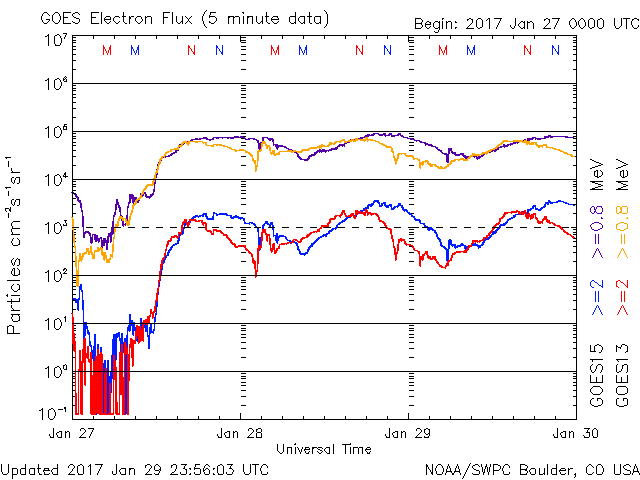 GOES Electron Flux (5 minute data)
Begin: 2017 Jan 27 0000 UTC
10⁷
M M N N M M N N M M N N
10⁶
10⁵
10⁴
10³
10²
10¹
10⁰
10⁻¹
Particles cm⁻²s⁻¹sr⁻¹
GOES15 >=2 >=0.8 MeV
GOES13 >=2 >=0.8 MeV
Jan 27 Jan 28 Jan 29 Jan 30
Universal Time
Updated 2017 Jan 29 23:56:03 UTC
NOAA/SWPC Boulder, CO USA